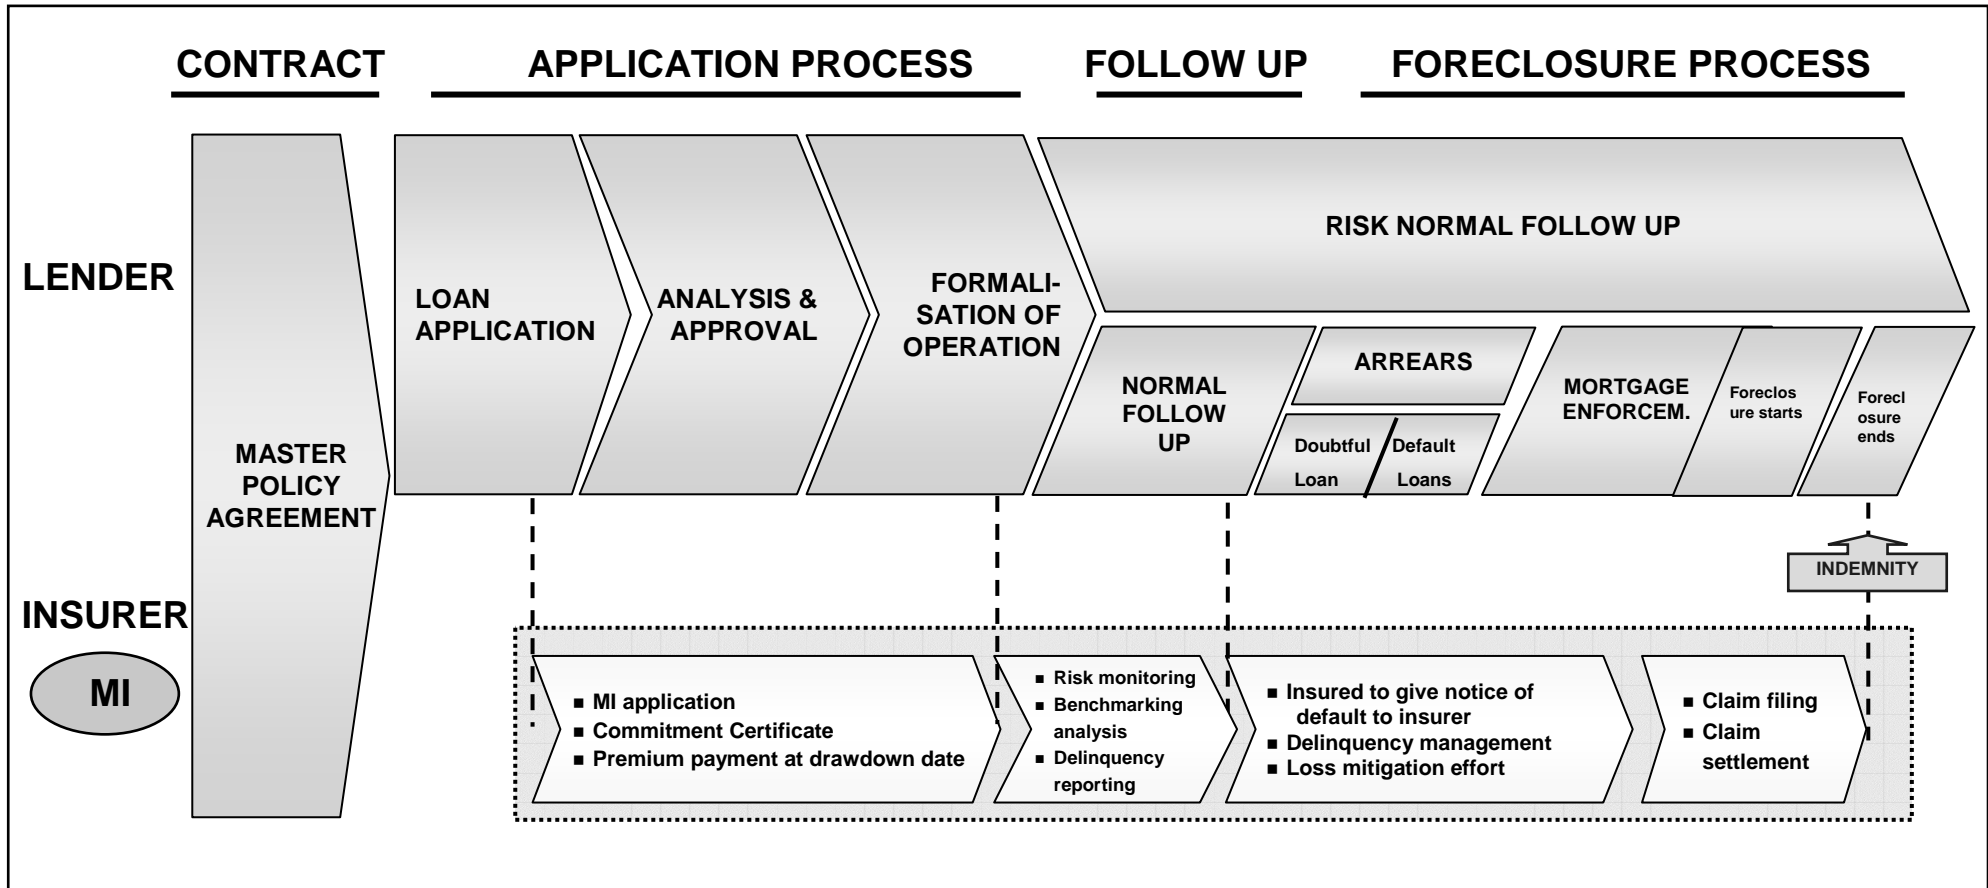 CONTRACT
APPLICATION PROCESS
FOLLOW UP
FORECLOSURE PROCESS
LENDER
INSURER
MI
MASTER
POLICY
AGREEMENT
LOAN
APPLICATION
ANALYSIS &
APPROVAL
FORMALI-
SATION OF
OPERATION
RISK NORMAL FOLLOW UP
NORMAL
FOLLOW
UP
ARREARS
Doubtful
Loan
Default
Loans
MORTGAGE
ENFORCEM.
Foreclos
ure starts
Forecl
osure
ends
INDEMNITY
■ MI application
■ Commitment Certificate
■ Premium payment at drawdown date
■ Risk monitoring
■ Benchmarking
analysis
■ Delinquency
reporting
■ Insured to give notice of
default to insurer
■ Delinquency management
■ Loss mitigation effort
■ Claim filing
■ Claim
settlement